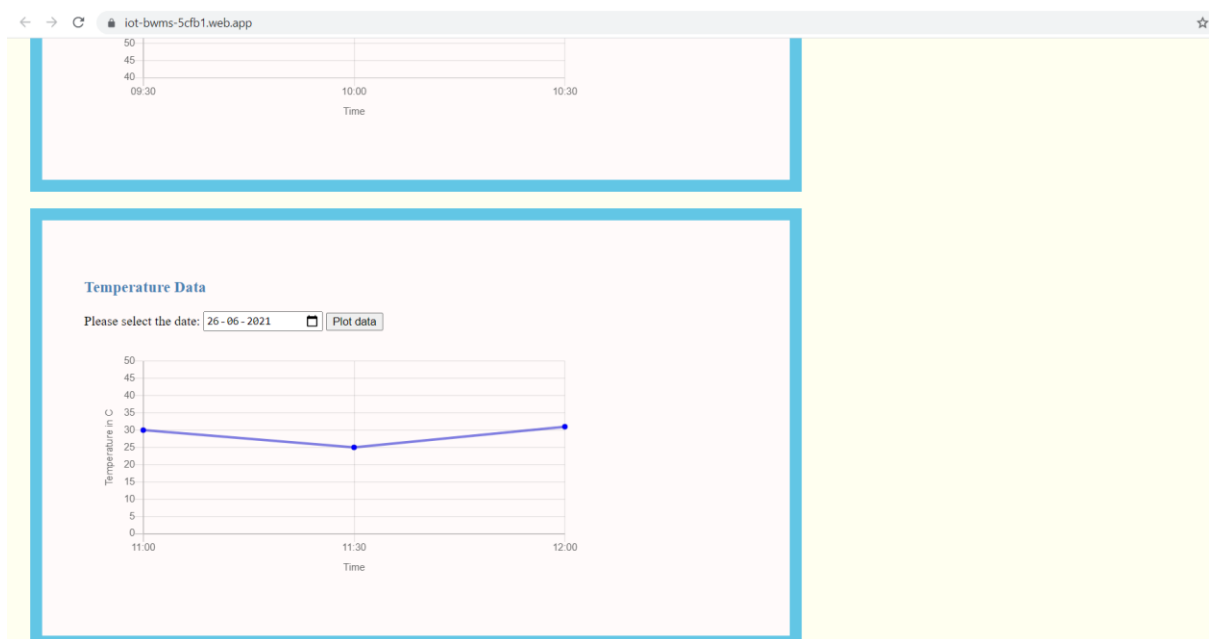 iot-bwms-5cfb1.web.app
50
45
40
09:30 10:00 10:30
Time
Temperature Data
Please select the date: 26-06-2021 Plot data
50
45
40
35
30
25
20
15
10
5
0
Temperature in C
11:00 11:30 12:00
Time